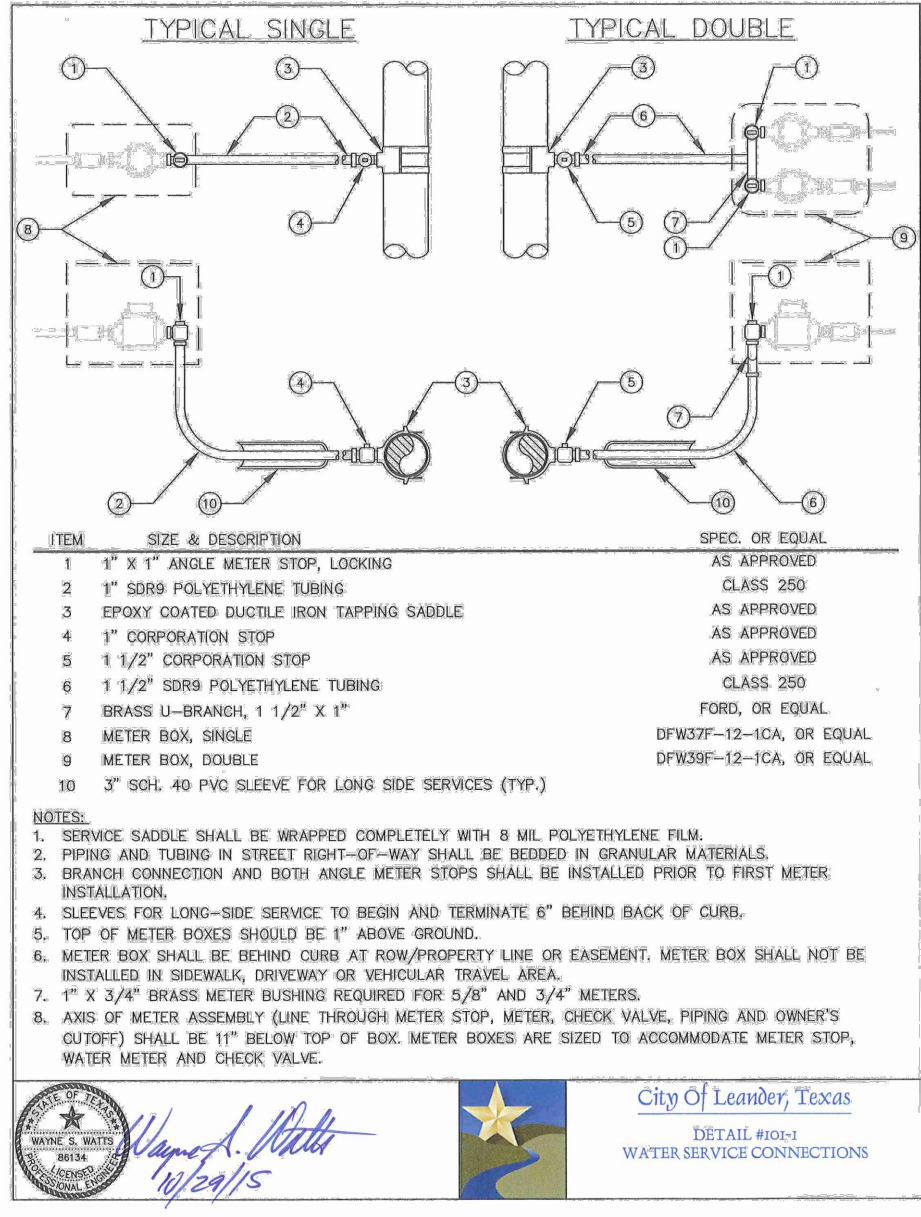 TYPICAL SINGLE
TYPICAL DOUBLE
1
3
2
4
8
3
6
1
5
7
1
9
1
4
3
5
1
7
2
10
10
6
ITEM SIZE & DESCRIPTION SPEC. OR EQUAL
1 1" X 1" ANGLE METER STOP, LOCKING AS APPROVED
2 1" SDR9 POLYETHYLENE TUBING CLASS 250
3 EPOXY COATED DUCTILE IRON TAPPING SADDLE AS APPROVED
4 1" CORPORATION STOP AS APPROVED
5 1 1/2" CORPORATION STOP AS APPROVED
6 1 1/2" SDR9 POLYETHYLENE TUBING CLASS 250
7 BRASS U-BRANCH, 1 1/2" X 1" FORD, OR EQUAL
8 METER BOX, SINGLE DFW37F-12-1CA, OR EQUAL
9 METER BOX, DOUBLE DFW39F-12-1CA, OR EQUAL
10 3" SCH. 40 PVC SLEEVE FOR LONG SIDE SERVICES (TYP.)
NOTES:
1. SERVICE SADDLE SHALL BE WRAPPED COMPLETELY WITH 8 MIL POLYETHYLENE FILM.
2. PIPING AND TUBING IN STREET RIGHT-OF-WAY SHALL BE BEDDED IN GRANULAR MATERIALS.
3. BRANCH CONNECTION AND BOTH ANGLE METER STOPS SHALL BE INSTALLED PRIOR TO FIRST METER
INSTALLATION.
4. SLEEVES FOR LONG-SIDE SERVICE TO BEGIN AND TERMINATE 6" BEHIND BACK OF CURB.
5. TOP OF METER BOXES SHOULD BE 1" ABOVE GROUND.
6. METER BOX SHALL BE BEHIND CURB AT ROW/PROPERTY LINE OR EASEMENT. METER BOX SHALL NOT BE
INSTALLED IN SIDEWALK, DRIVEWAY OR VEHICULAR TRAVEL AREA.
7. 1" X 3/4" BRASS METER BUSHING REQUIRED FOR 5/8" AND 3/4" METERS.
8. AXIS OF METER ASSEMBLY (LINE THROUGH METER STOP, METER, CHECK VALVE, PIPING AND OWNER'S
CUTOFF) SHALL BE 11" BELOW TOP OF BOX. METER BOXES ARE SIZED TO ACCOMMODATE METER STOP,
WATER METER AND CHECK VALVE.
STATE OF TEXAS
WAYNE S. WATTS
86134
LICENSED
PROFESSIONAL ENGINEER
Wayne S. Watts
10/29/15
City Of Leander, Texas
DETAIL #101-1
WATER SERVICE CONNECTIONS